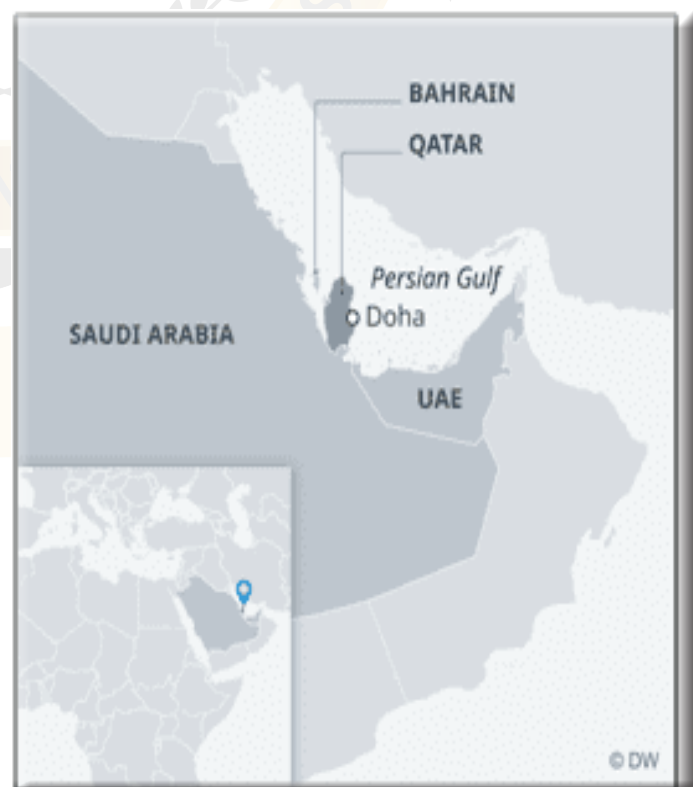 BAHRAIN
QATAR
Persian Gulf
Doha
SAUDI ARABIA
UAE
© DW